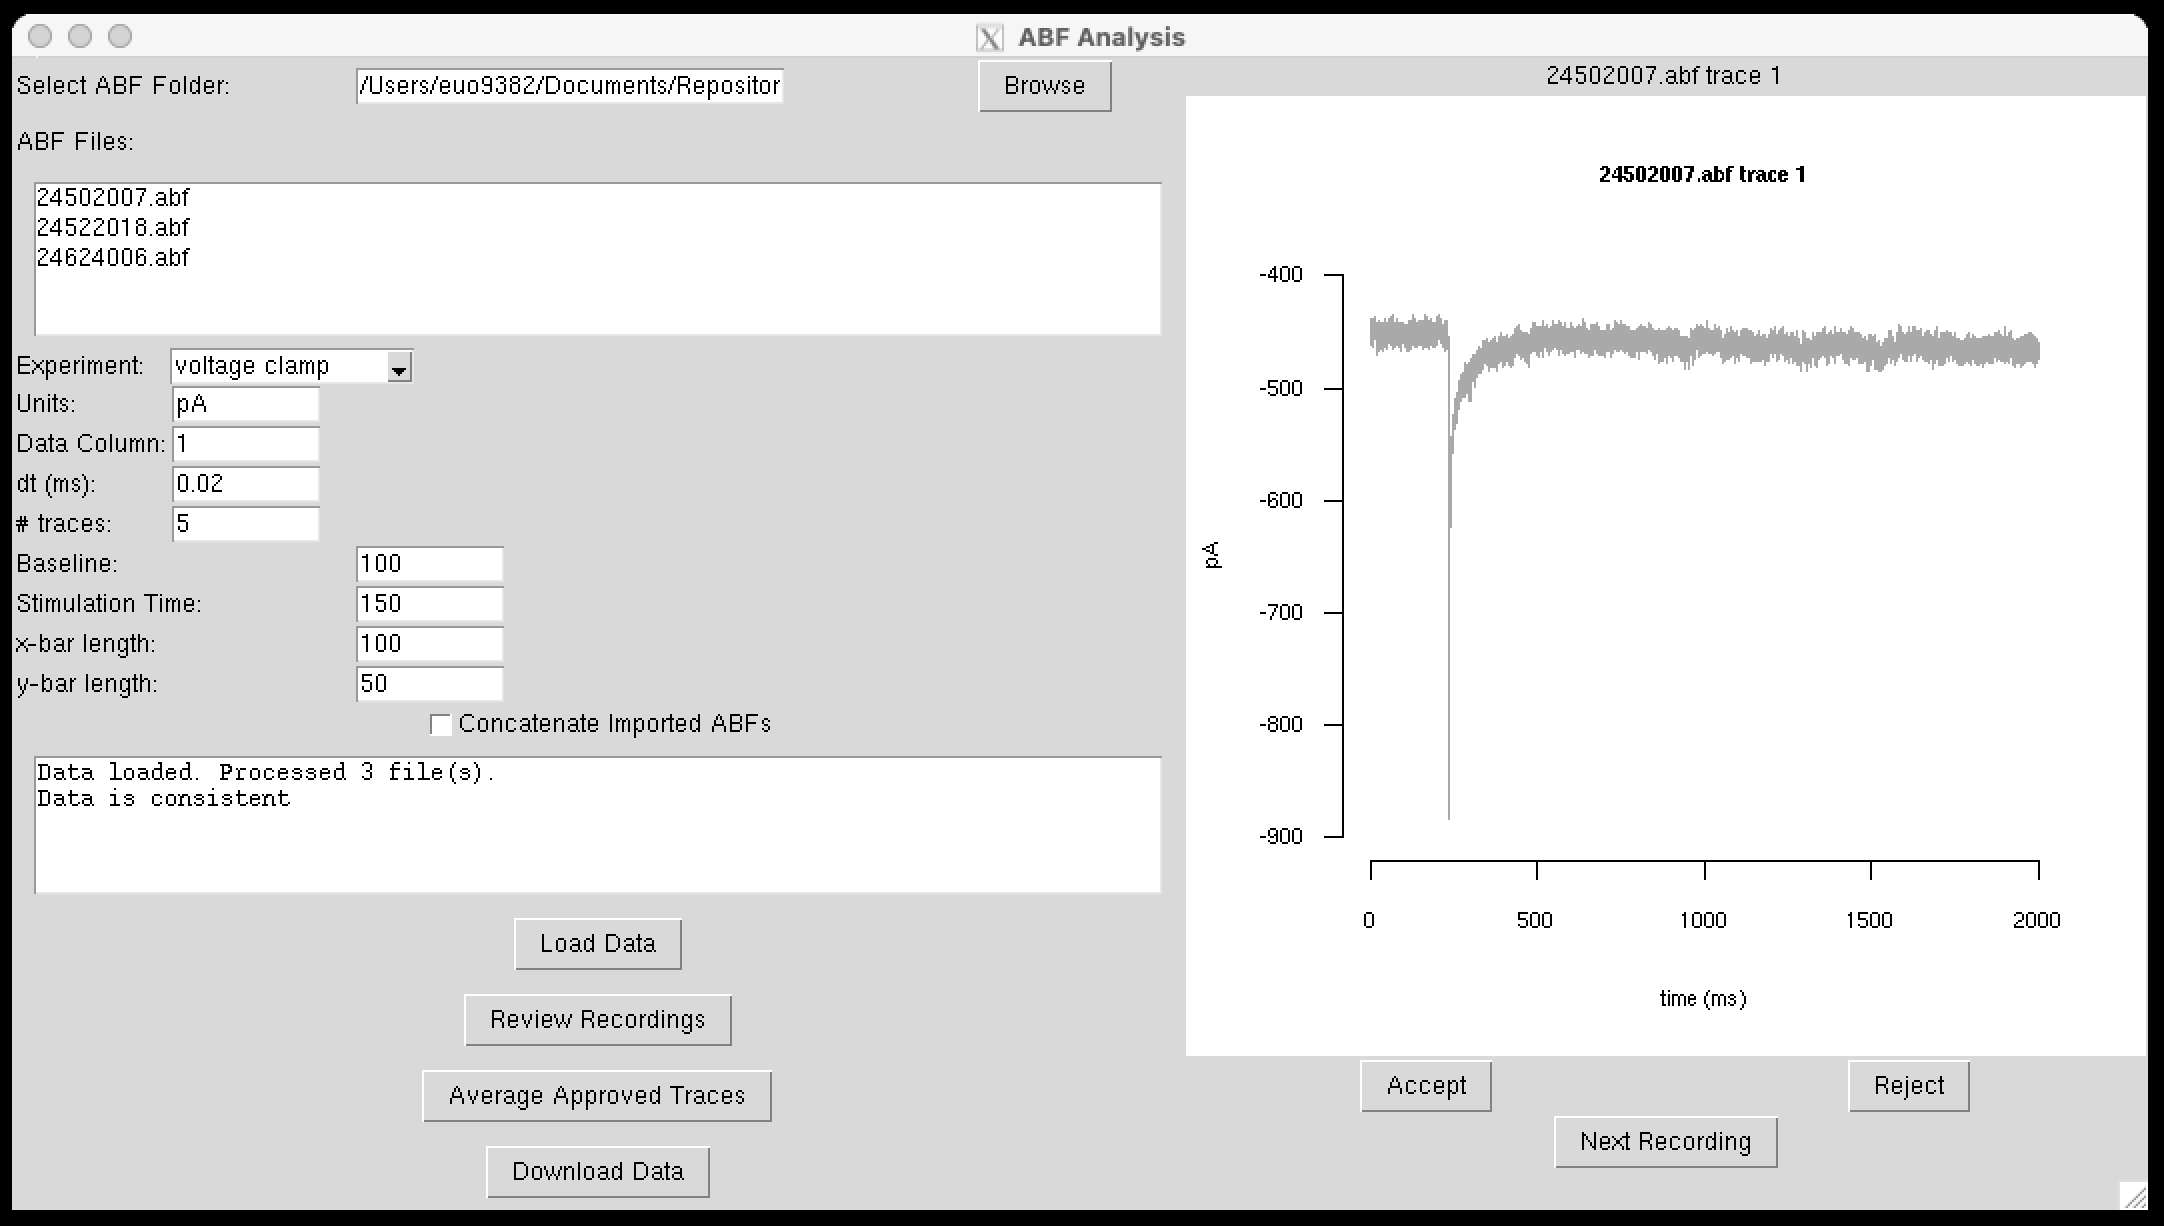 ABF Analysis
Select ABF Folder: /Users/euo9382/Documents/Repositor Browse
ABF Files:
24502007.abf
24522018.abf
24624006.abf
Experiment: voltage clamp
Units: pA
Data Column: 1
dt (ms): 0.02
# traces: 5
Baseline: 100
Stimulation Time: 150
x-bar length: 100
y-bar length: 50
Concatenate Imported ABFs
Data loaded. Processed 3 file(s).
Data is consistent
Load Data
Review Recordings
Average Approved Traces
Download Data
24502007.abf trace 1
24502007.abf trace 1
-400
-500
-600
-700
-800
-900
pA
0 500 1000 1500 2000
time (ms)
Accept Reject
Next Recording